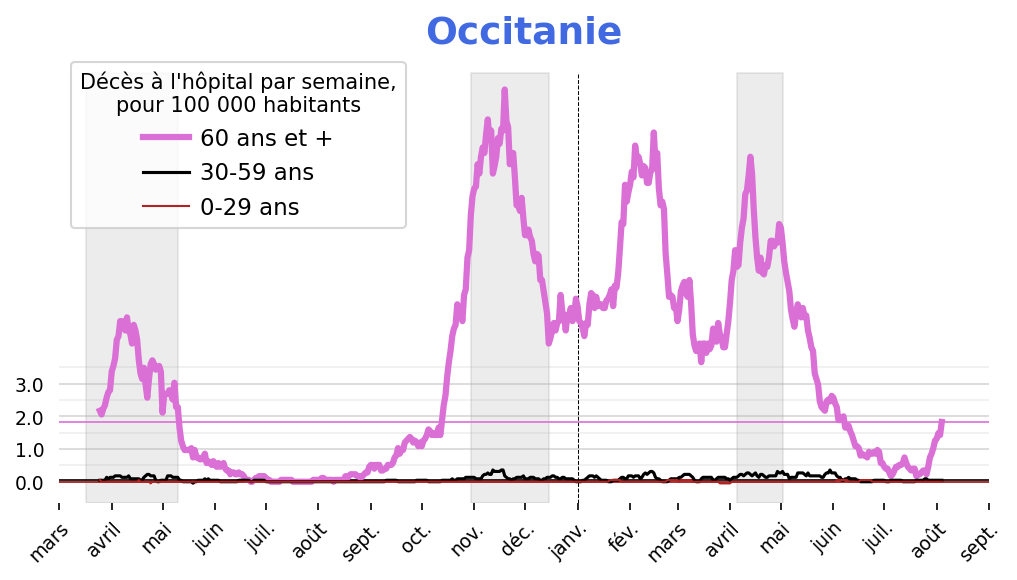 Occitanie
Décès à l'hôpital par semaine,
pour 100 000 habitants
60 ans et +
30-59 ans
0-29 ans
3.0
2.0
1.0
0.0
mars avril mai juin juil. août sept. oct. nov. déc. janv. fév. mars avril mai juin juil. août sept.